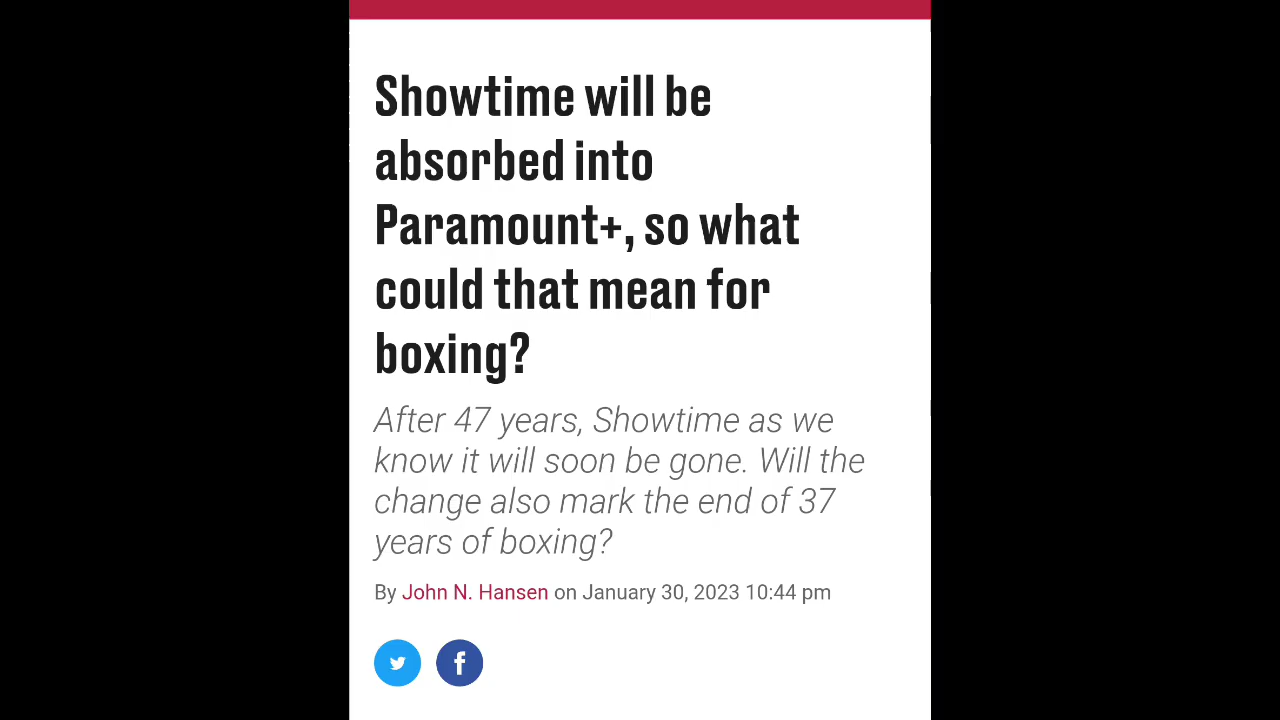 Showtime will be
absorbed into
Paramount+, so what
could that mean for
boxing?
After 47 years, Showtime as we
know it will soon be gone. Will the
change also mark the end of 37
years of boxing?
By John N. Hansen on January 30, 2023 10:44 pm